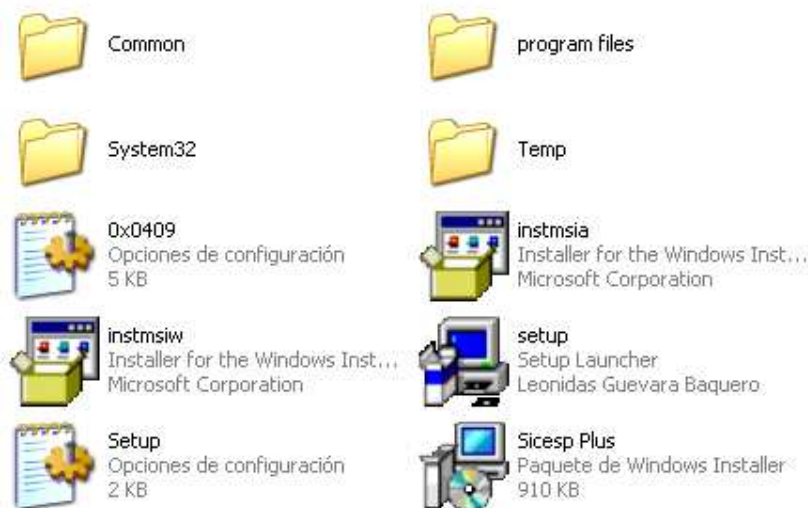 Common
program files
System32
Temp
0x0409
Opciones de configuración
5 KB
instmsia
Installer for the Windows Inst...
Microsoft Corporation
instmsiw
Installer for the Windows Inst...
Microsoft Corporation
setup
Setup Launcher
Leonidas Guevara Baquero
Setup
Opciones de configuración
2 KB
Sicesp Plus
Paquete de Windows Installer
910 KB